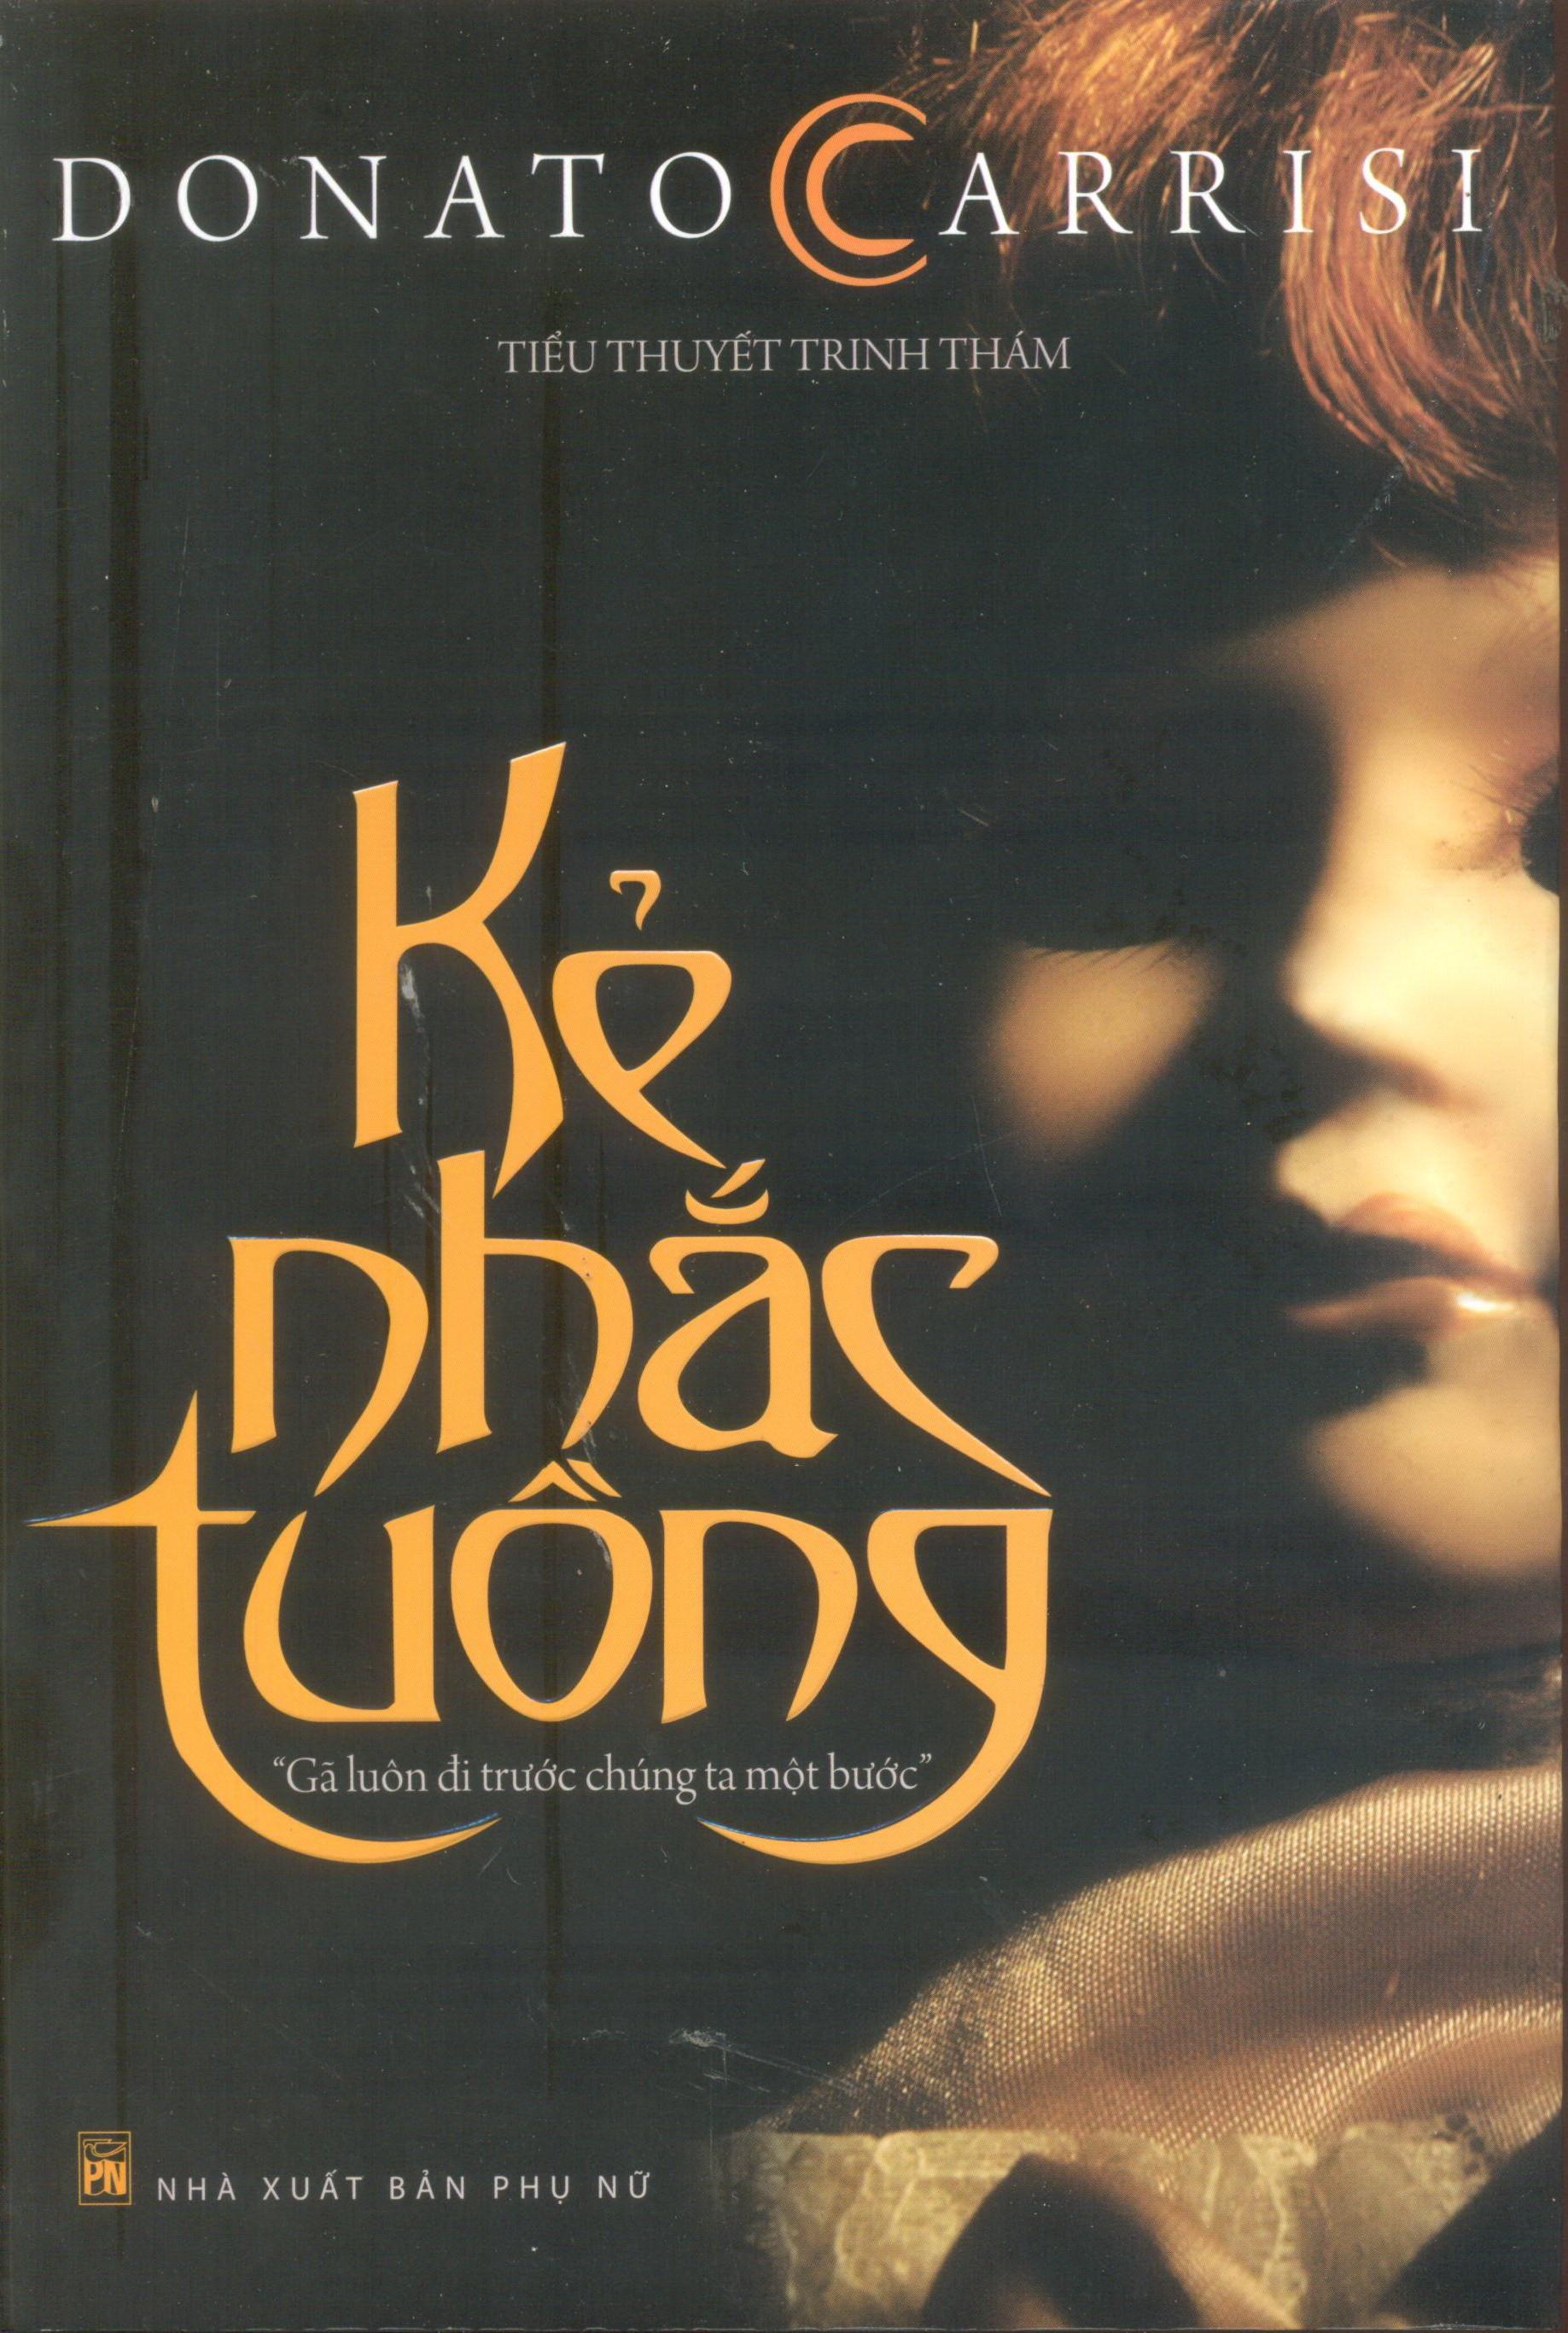 DONATO CARRISI
TIỂU THUYẾT TRINH THÁM
Kẻ
nhắc
tuồng
“Gã luôn đi trước chúng ta một bước”
PN
NHÀ XUẤT BẢN PHỤ NỮ